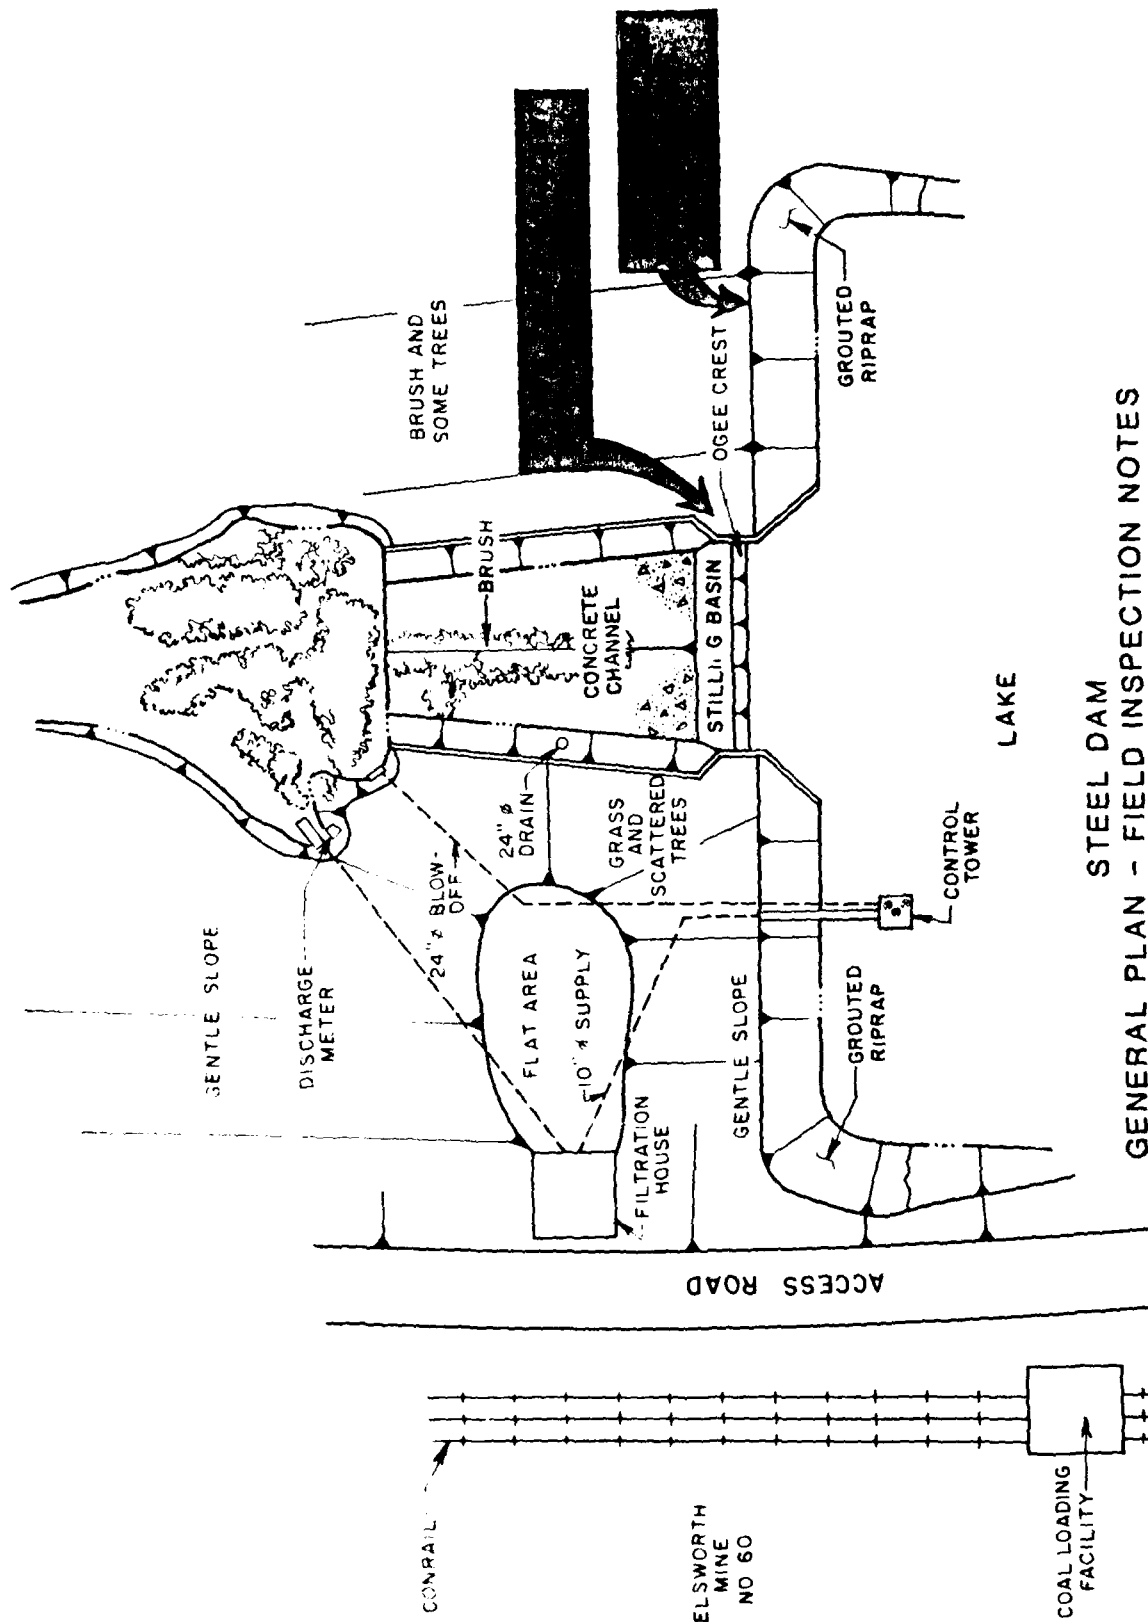 BRUSH AND
SOME TREES
OGEE CREST
GROUTED
RIPRAP
BRUSH
CONCRETE
CHANNEL
STILLI G BASIN
24" ø
DRAIN
GRASS
AND
SCATTERED
TREES
24" ø BLOW-
OFF
GENTLE SLOPE
DISCHARGE
METER
FLAT AREA
10" ø SUPPLY
GENTLE SLOPE
FILTRATION
HOUSE
GROUTED
RIPRAP
CONTROL
TOWER
LAKE
ACCESS ROAD
CONRAIL
ELSWORTH
MINE
NO 60
COAL LOADING
FACILITY
STEEL DAM
GENERAL PLAN - FIELD INSPECTION NOTES